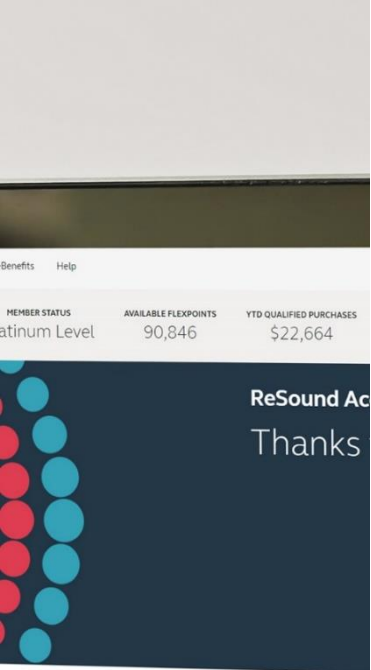 Benefits Help
MEMBER STATUS AVAILABLE FLEXPOINTS YTD QUALIFIED PURCHASES
atinum Level 90,846 $22,664
ReSound Ac
Thanks